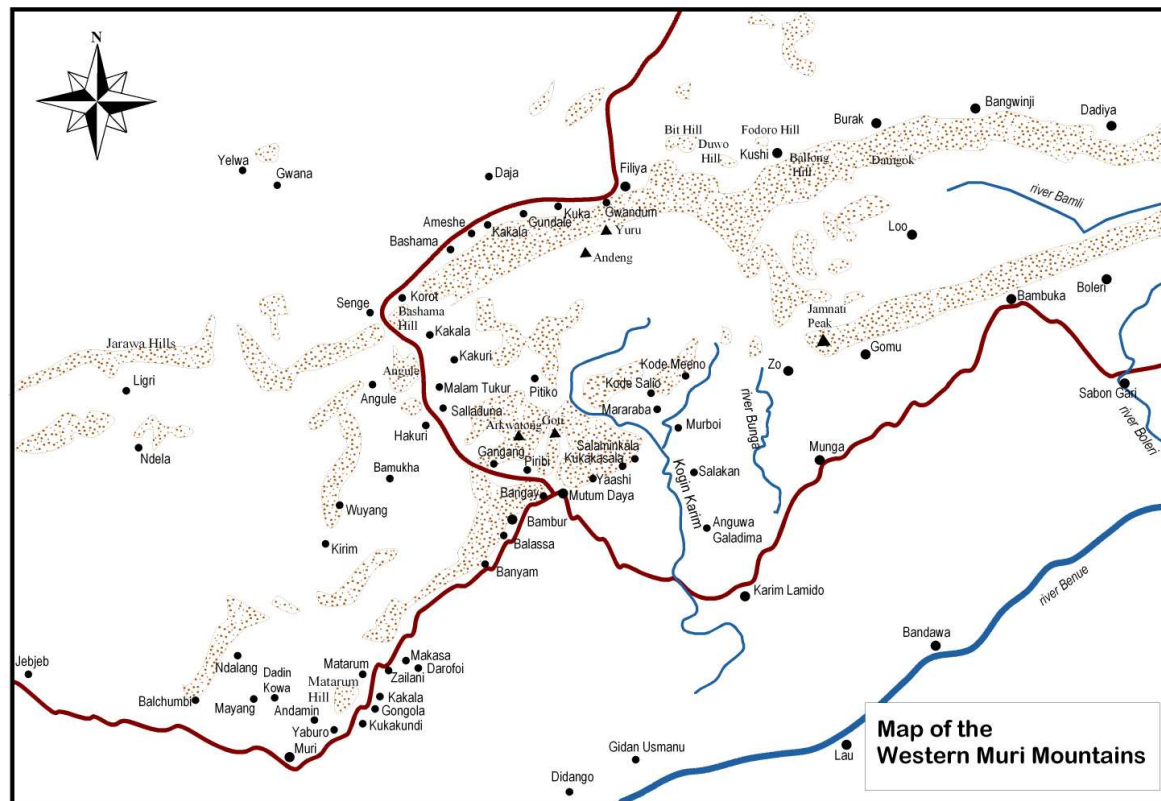 N
Bangwinji
Dadiya
Burak
Bit Hill
Fodoro Hill
Duwo
Hill
Kushi
Ballong
Hill
Dangok
Yelwa
Gwana
Daja
Filiya
river Bamli
Ameshe
Kuka
Gwandum
Gundale
Kakala
Yuru
Loo
Bashama
Andeng
Boleri
Korot
Bambuka
Senge
Bashama
Hill
Jamnati
Peak
Kakala
Jarawa Hills
Kakuri
Gomu
Kode Meeno
Zo
Angule
Ligri
Angule
Malam Tukur
Pitiko
Kode Salio
Sabon Gari
Salladuna
Mararaba
river Bunga
river Boleri
Hakuri
Arkwatong
Gott
Murboi
Ndela
Salaminkala
Gangang
Kukakasala
Munga
Bamukha
Piribi
Yaashi
Salakan
Kogin Karim
Bangay
Mutum Daya
Wuyang
Bambur
Anguwa
Galadima
Balassa
Kirim
Banyam
river Benue
Karim Lamido
Bandawa
Ndalang
Makasa
Jebjeb
Matarum
Darofoi
Zailani
Dadin
Kowa
Matarum
Hill
Balchumbi
Mayang
Kakala
Andamin
Gongola
Yaburo
Kukakundi
Muri
Gidan Usmanu
Lau
Didango
Map of the
Western Muri Mountains